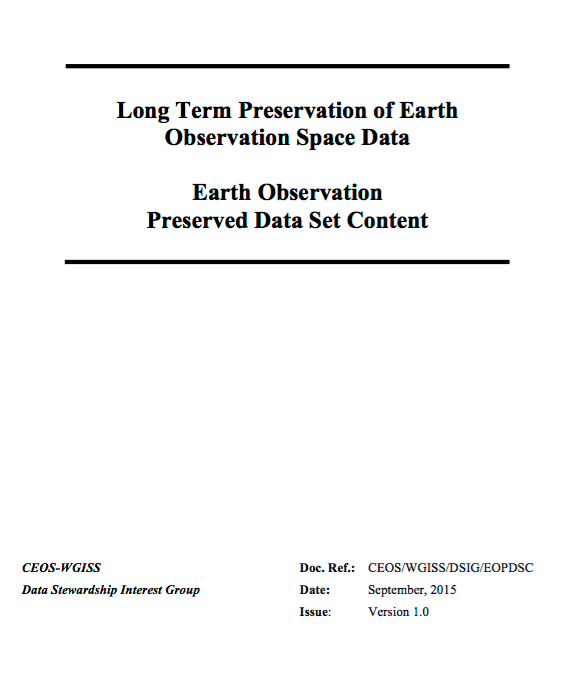 Long Term Preservation of Earth
Observation Space Data
Earth Observation
Preserved Data Set Content
CEOS-WGISS
Data Stewardship Interest Group
Doc. Ref.: CEOS/WGISS/DSIG/EOPDSC
Date: September, 2015
Issue: Version 1.0